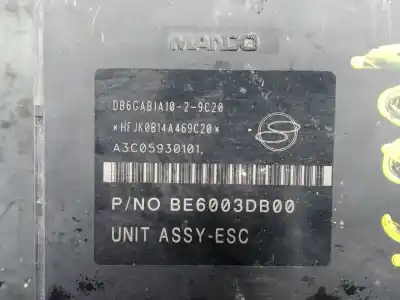 MANDO
DB6GAB1A10-2-9C20
*HFJK0B14A469C20*
A3C05930101.
P/NO BE6003DB00
UNIT ASSY-ESC